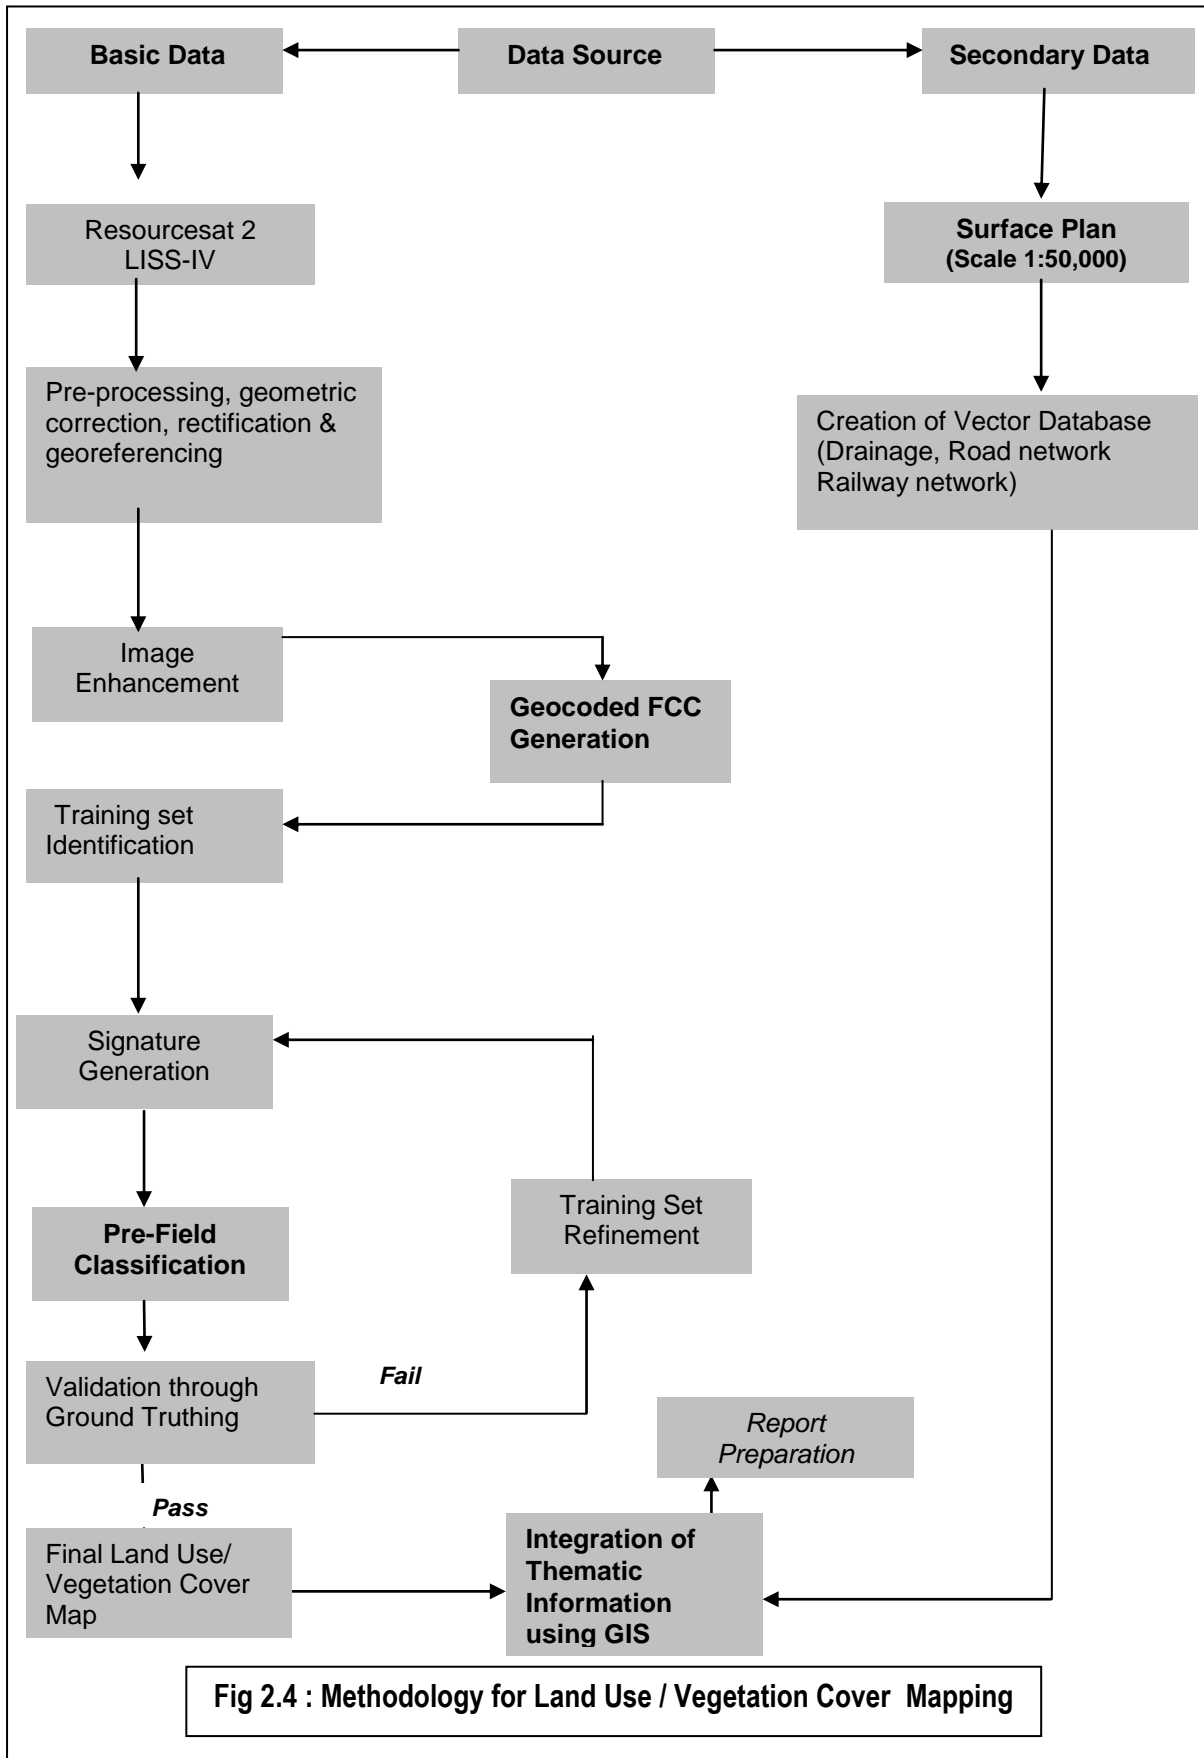 Basic Data
Data Source
Secondary Data
Resourcesat 2
LISS-IV
Surface Plan
(Scale 1:50,000)
Pre-processing, geometric
correction, rectification &
georeferencing
Creation of Vector Database
(Drainage, Road network
Railway network)
Image
Enhancement
Geocoded FCC
Generation
Training set
Identification
Signature
Generation
Training Set
Refinement
Pre-Field
Classification
Validation through
Ground Truthing
Fail
Report
Preparation
Pass
Final Land Use/
Vegetation Cover
Map
Integration of
Thematic
Information
using GIS
Fig 2.4 : Methodology for Land Use / Vegetation Cover Mapping